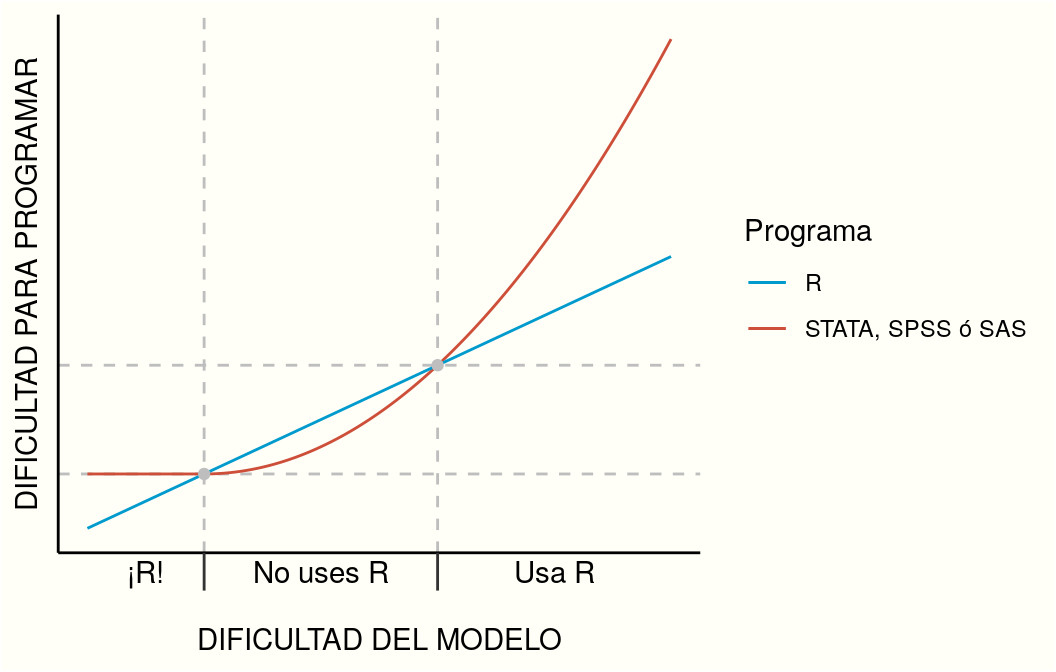 DIFICULTAD PARA PROGRAMAR
Programa
R
STATA, SPSS ó SAS
¡R!
No uses R
Usa R
DIFICULTAD DEL MODELO